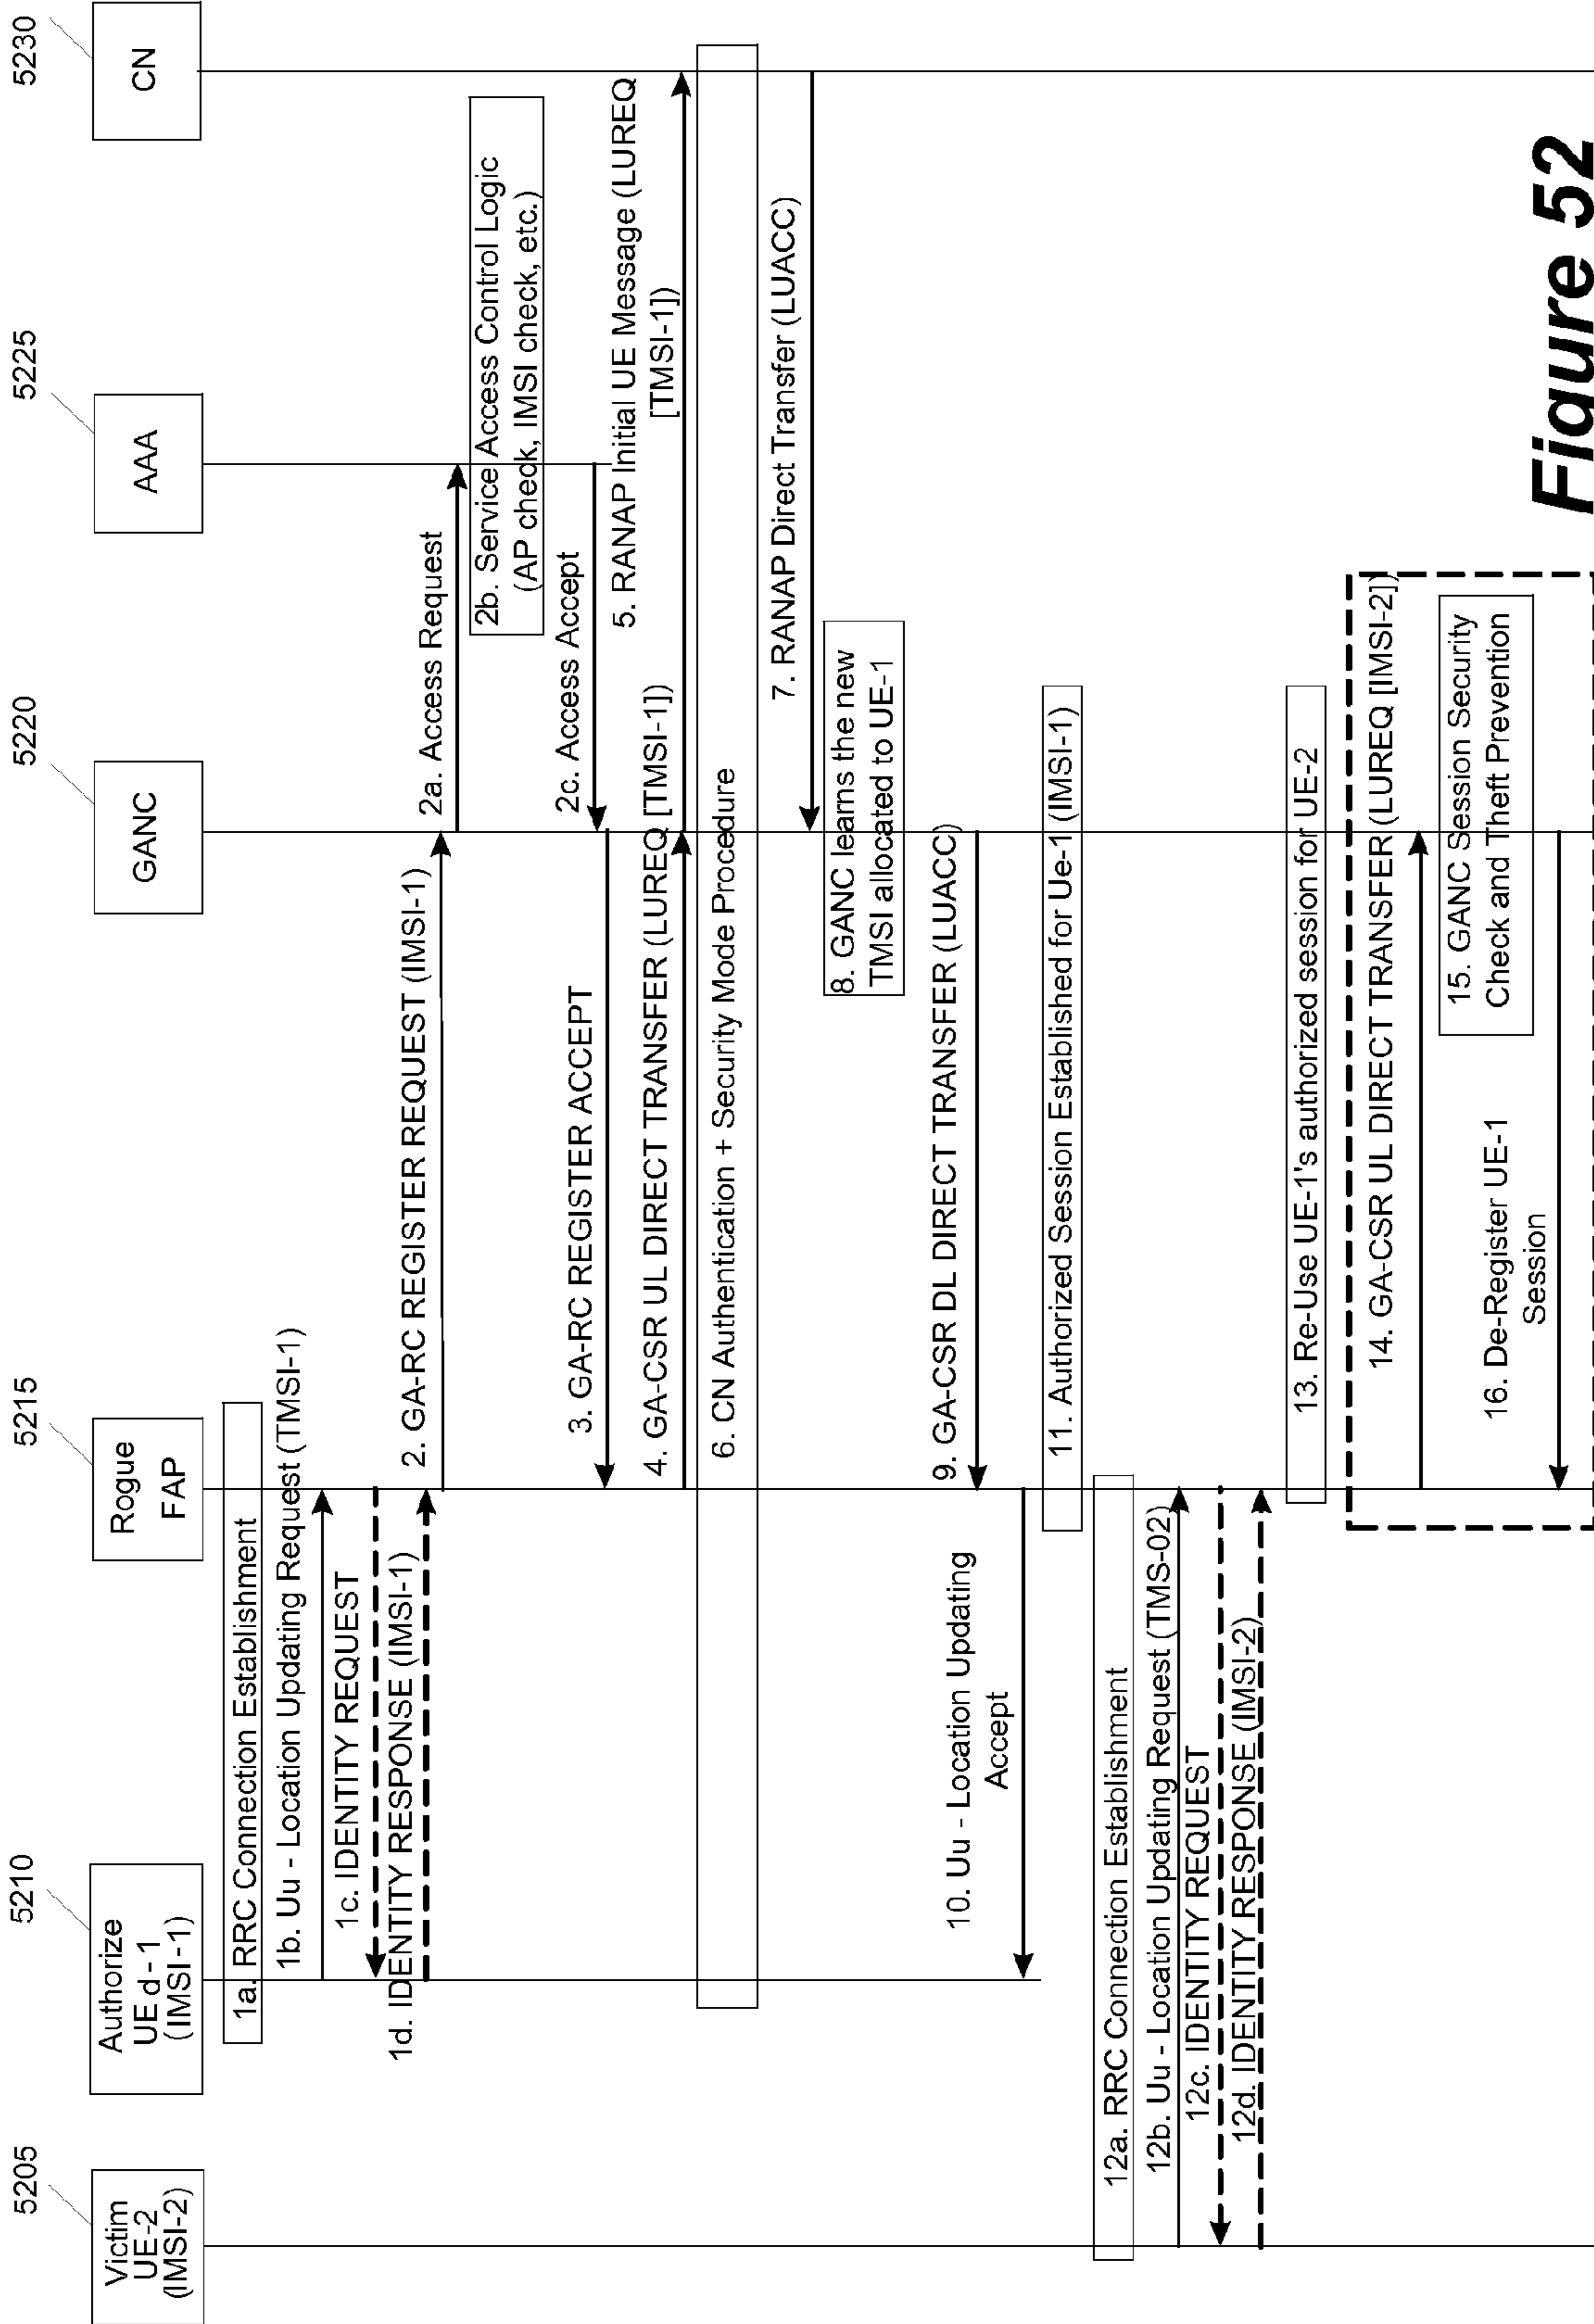 5205
5210
5215
5220
5225
5230
Victim
UE-2
(IMSI-2)
Authorize
UE d - 1
(IMSI-1)
Rogue
FAP
GANC
AAA
CN
1a. RRC Connection Establishment
1b. Uu - Location Updating Request (TMSI-1)
1c. IDENTITY REQUEST
1d. IDENTITY RESPONSE (IMSI-1)
2. GA-RC REGISTER REQUEST (IMSI-1)
2a. Access Request
2b. Service Access Control Logic
(AP check, IMSI check, etc.)
2c. Access Accept
3. GA-RC REGISTER ACCEPT
4. GA-CSR UL DIRECT TRANSFER (LUREQ [TMSI-1])
5. RANAP Initial UE Message (LUREQ
[TMSI-1])
6. CN Authentication + Security Mode Procedure
7. RANAP Direct Transfer (LUACC)
8. GANC learns the new
TMSI allocated to UE-1
9. GA-CSR DL DIRECT TRANSFER (LUACC)
10. Uu - Location Updating
Accept
11. Authorized Session Established for Ue-1 (IMSI-1)
12a. RRC Connection Establishment
12b. Uu - Location Updating Request (TMS-02)
12c. IDENTITY REQUEST
12d. IDENTITY RESPONSE (IMSI-2)
13. Re-Use UE-1's authorized session for UE-2
14. GA-CSR UL DIRECT TRANSFER (LUREQ [IMSI-2])
15. GANC Session Security
Check and Theft Prevention
16. De-Register UE-1
Session
Figure 52